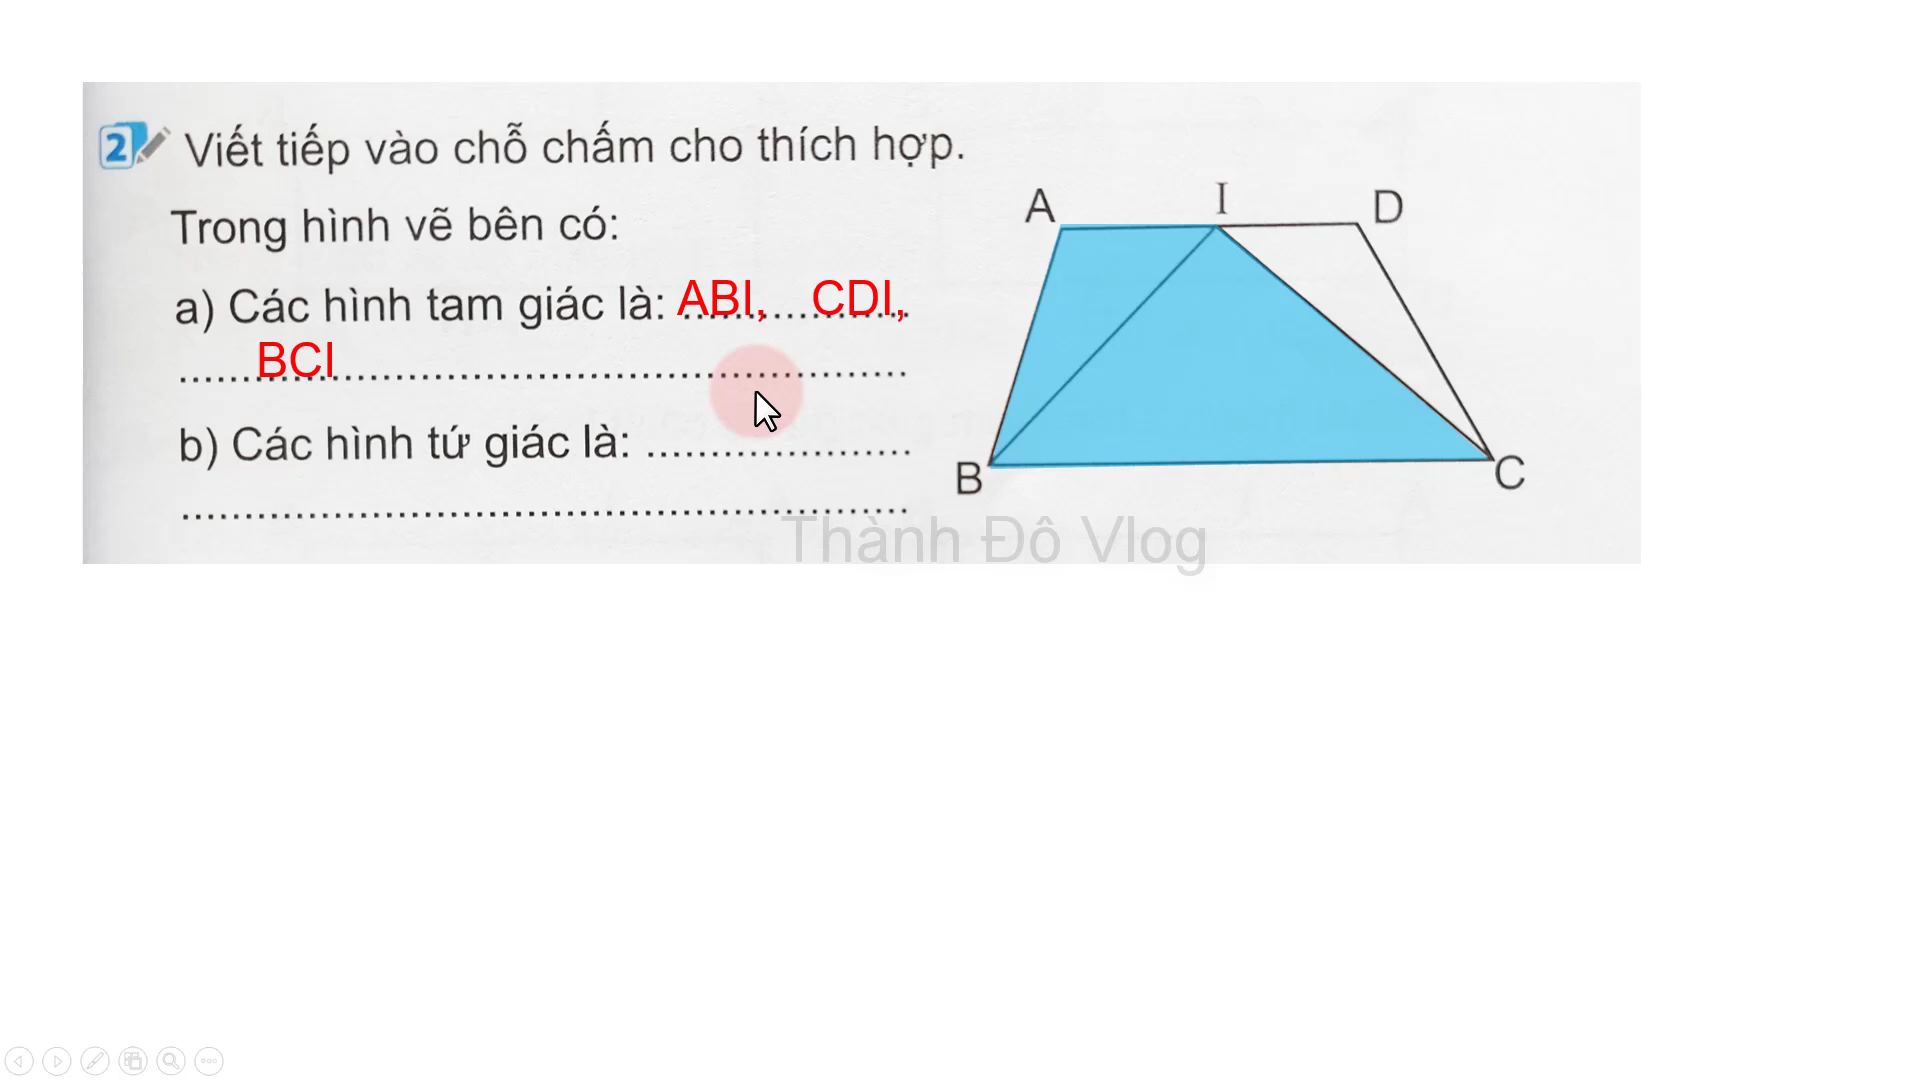 2 Viết tiếp vào chỗ chấm cho thích hợp.
Trong hình vẽ bên có:
a) Các hình tam giác là: ABI, CDI,
BCI
b) Các hình tứ giác là: ......................
............................................................
A I D
B C
Thành Đô Vlog